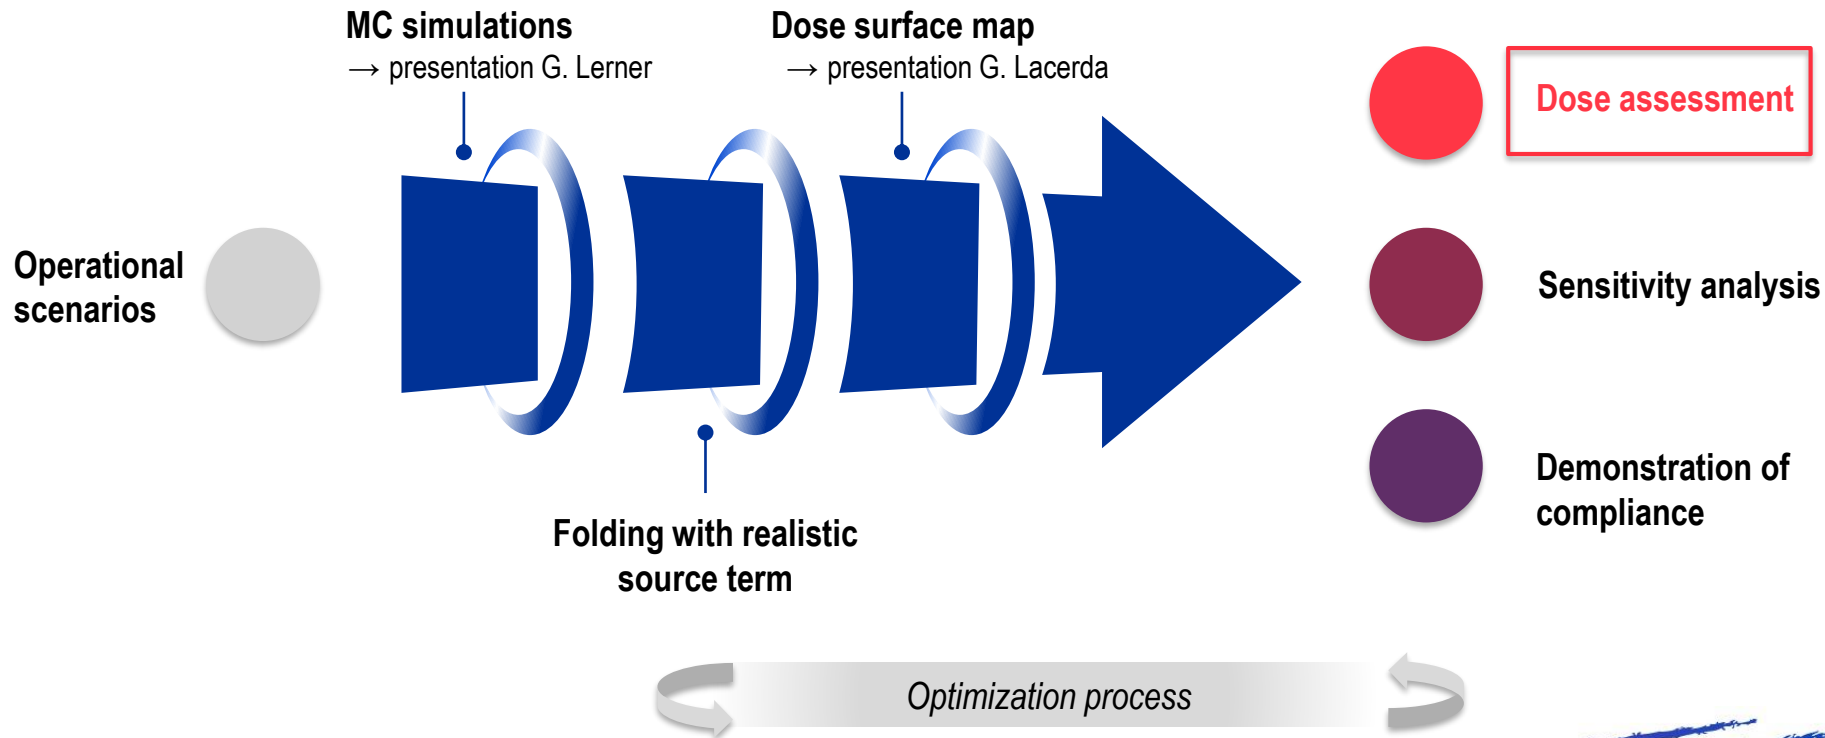 MC simulations
→ presentation G. Lerner
Dose surface map
→ presentation G. Lacerda
Operational
scenarios
Folding with realistic
source term
Dose assessment
Sensitivity analysis
Demonstration of
compliance
Optimization process